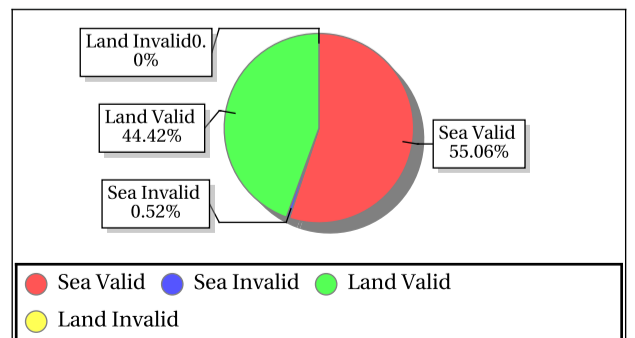 Land Invalid0.
0%
Land Valid
44.42%
Sea Valid
55.06%
Sea Invalid
0.52%
Sea Valid Sea Invalid Land Valid
Land Invalid